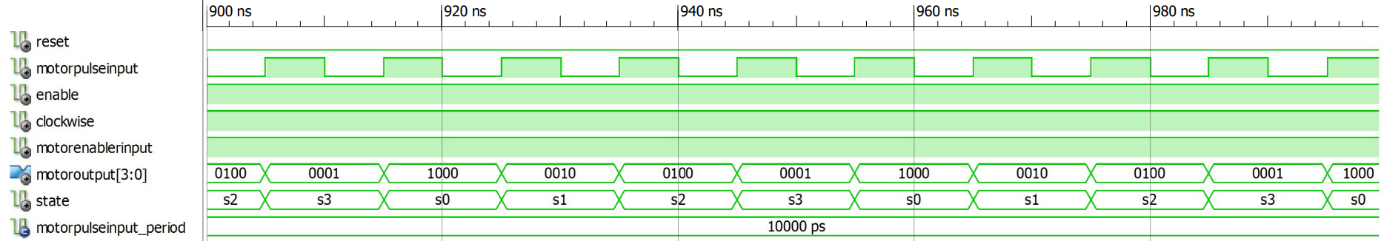 900 ns 920 ns 940 ns 960 ns 980 ns
reset
motorpulseinput
enable
clockwise
motorenablerinput
motoroutput[3:0] 0100 0001 1000 0010 0100 0001 1000 0010 0100 0001 1000
state s2 s3 s0 s1 s2 s3 s0 s1 s2 s3 s0
motorpulseinput_period 10000 ps